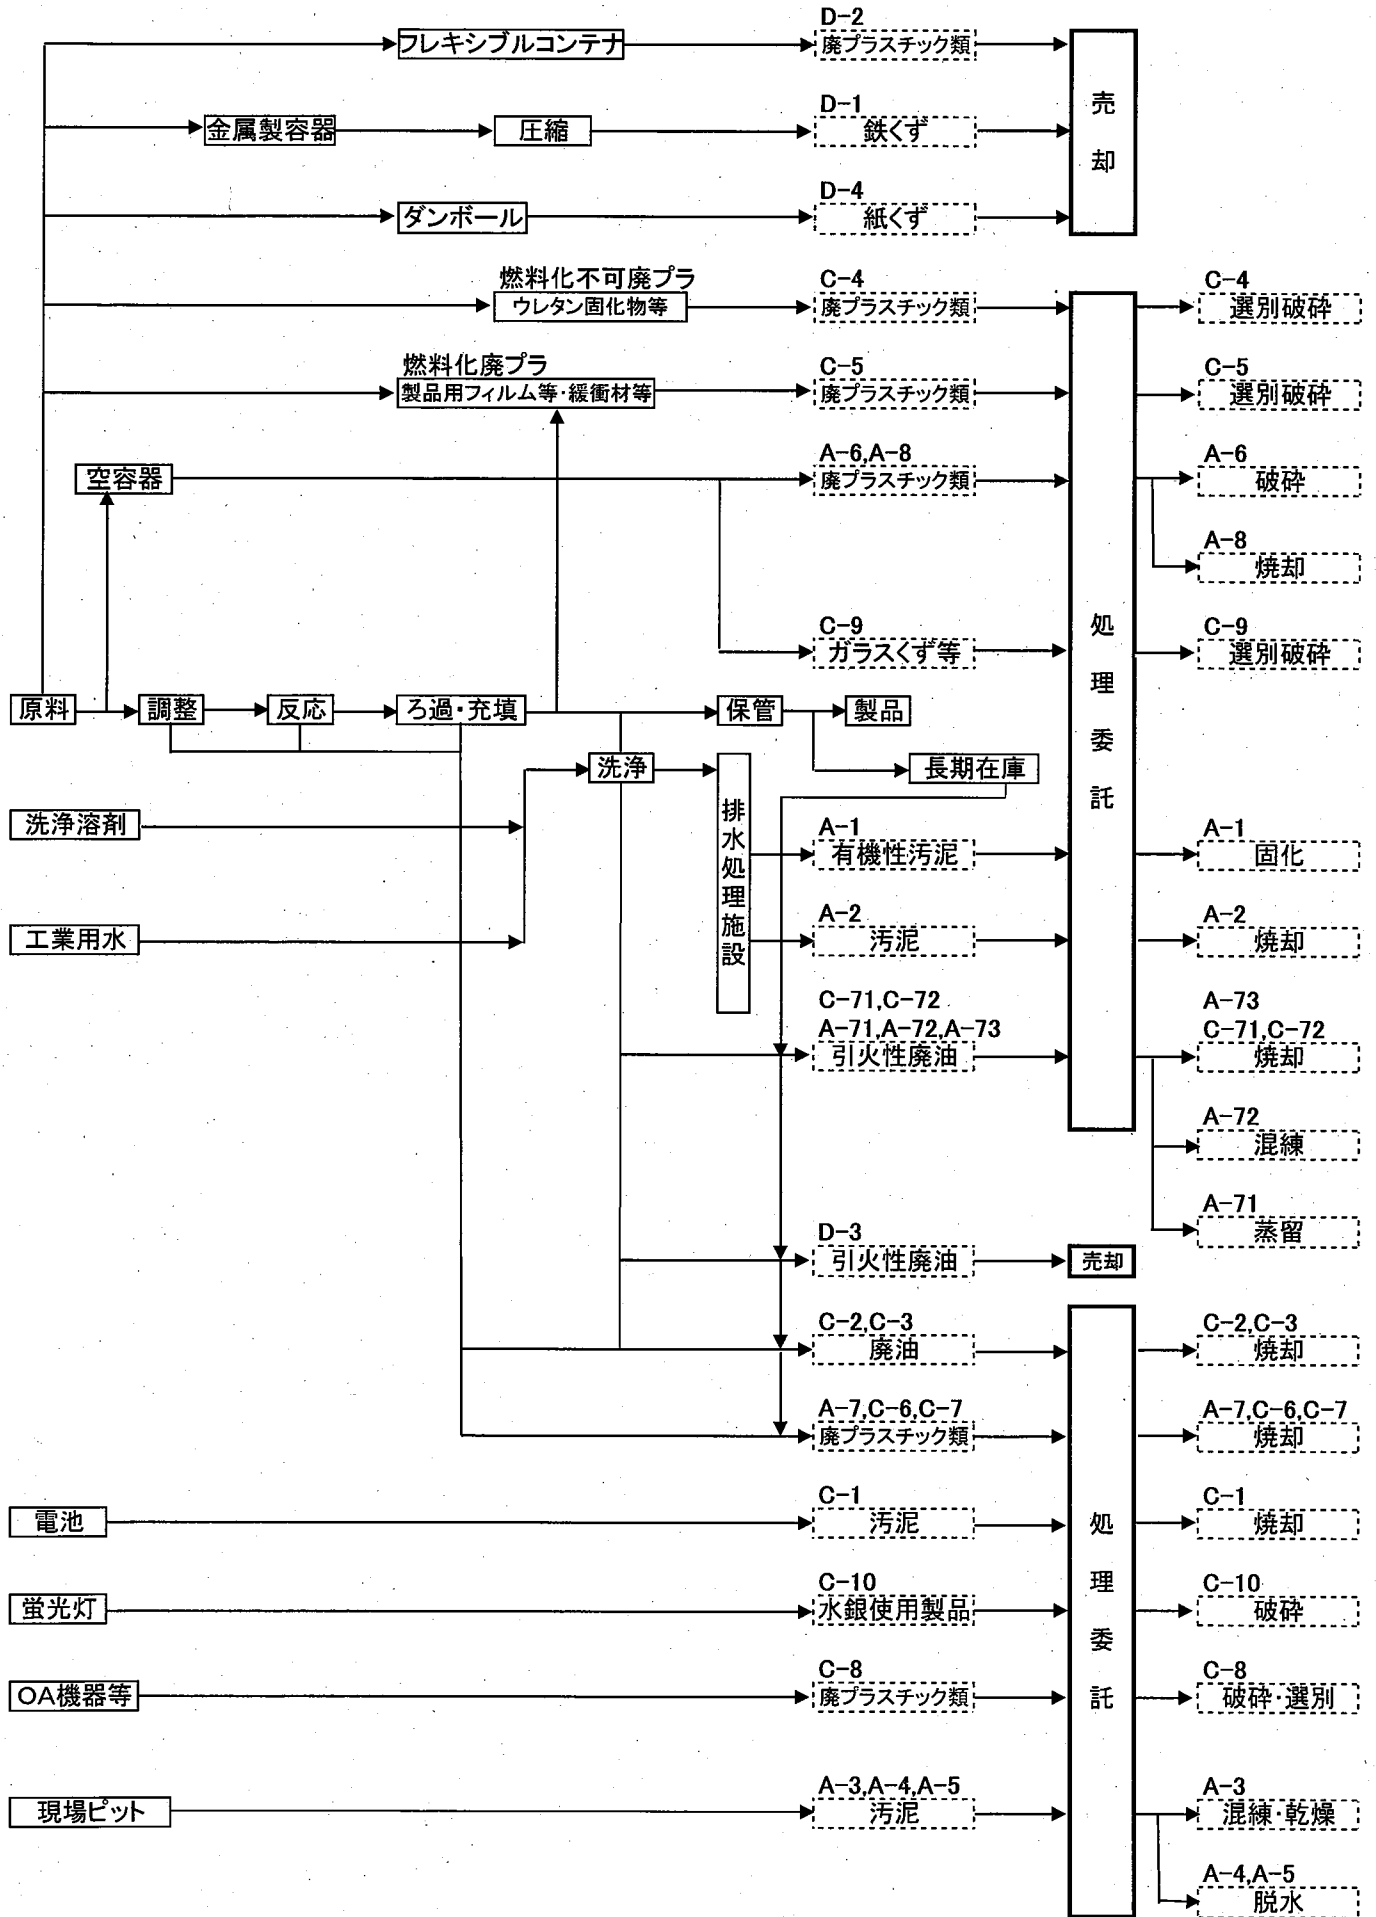 D-2
フレキシブルコンテナ
廃プラスチック類
売却
D-1
金属製容器
圧縮
鉄くず
D-4
ダンボール
紙くず
燃料化不可廃プラ
ウレタン固化物等
C-4
廃プラスチック類
C-4
選別破砕
燃料化廃プラ
製品用フィルム等・緩衝材等
C-5
廃プラスチック類
C-5
選別破砕
空容器
A-6,A-8
廃プラスチック類
A-6
破砕
A-8
焼却
C-9
ガラスくず等
処理委託
C-9
選別破砕
原料
調整
反応
ろ過・充填
保管
製品
洗浄
長期在庫
洗浄溶剤
排水処理施設
A-1
有機性汚泥
A-1
固化
工業用水
A-2
汚泥
A-2
焼却
C-71,C-72
A-71,A-72,A-73
引火性廃油
A-73
C-71,C-72
焼却
A-72
混練
A-71
蒸留
D-3
引火性廃油
売却
C-2,C-3
廃油
C-2,C-3
焼却
A-7,C-6,C-7
廃プラスチック類
A-7,C-6,C-7
焼却
電池
C-1
汚泥
処理委託
C-1
焼却
蛍光灯
C-10
水銀使用製品
C-10
破砕
OA機器等
C-8
廃プラスチック類
C-8
破砕・選別
現場ピット
A-3,A-4,A-5
汚泥
A-3
混練・乾燥
A-4,A-5
脱水